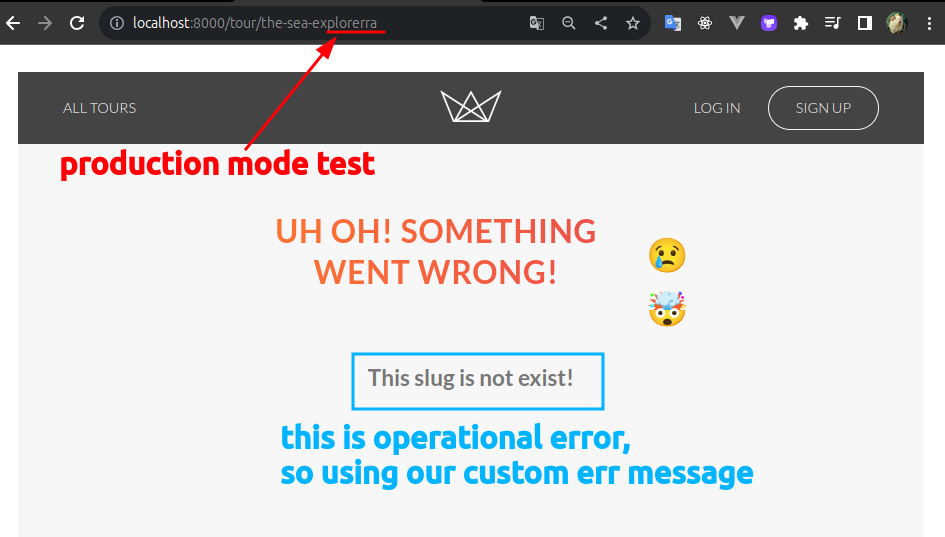 localhost:8000/tour/the-sea-explorerra
ALL TOURS
LOG IN
SIGN UP
production mode test
UH OH! SOMETHING
WENT WRONG!
This slug is not exist!
this is operational error,
so using our custom err message